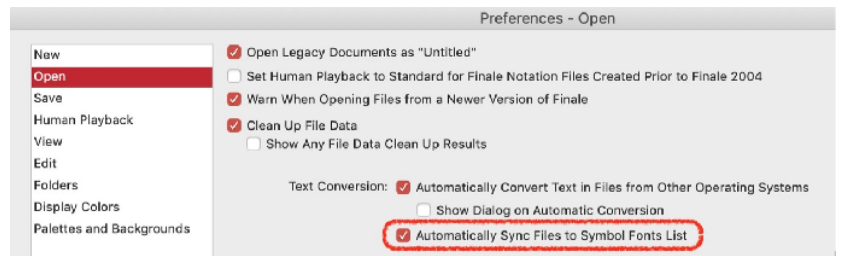 Preferences - Open
New
Open
Save
Human Playback
View
Edit
Folders
Display Colors
Palettes and Backgrounds
Open Legacy Documents as "Untitled"
Set Human Playback to Standard for Finale Notation Files Created Prior to Finale 2004
Warn When Opening Files from a Newer Version of Finale
Clean Up File Data
Show Any File Data Clean Up Results
Text Conversion: Automatically Convert Text in Files from Other Operating Systems
Show Dialog on Automatic Conversion
Automatically Sync Files to Symbol Fonts List